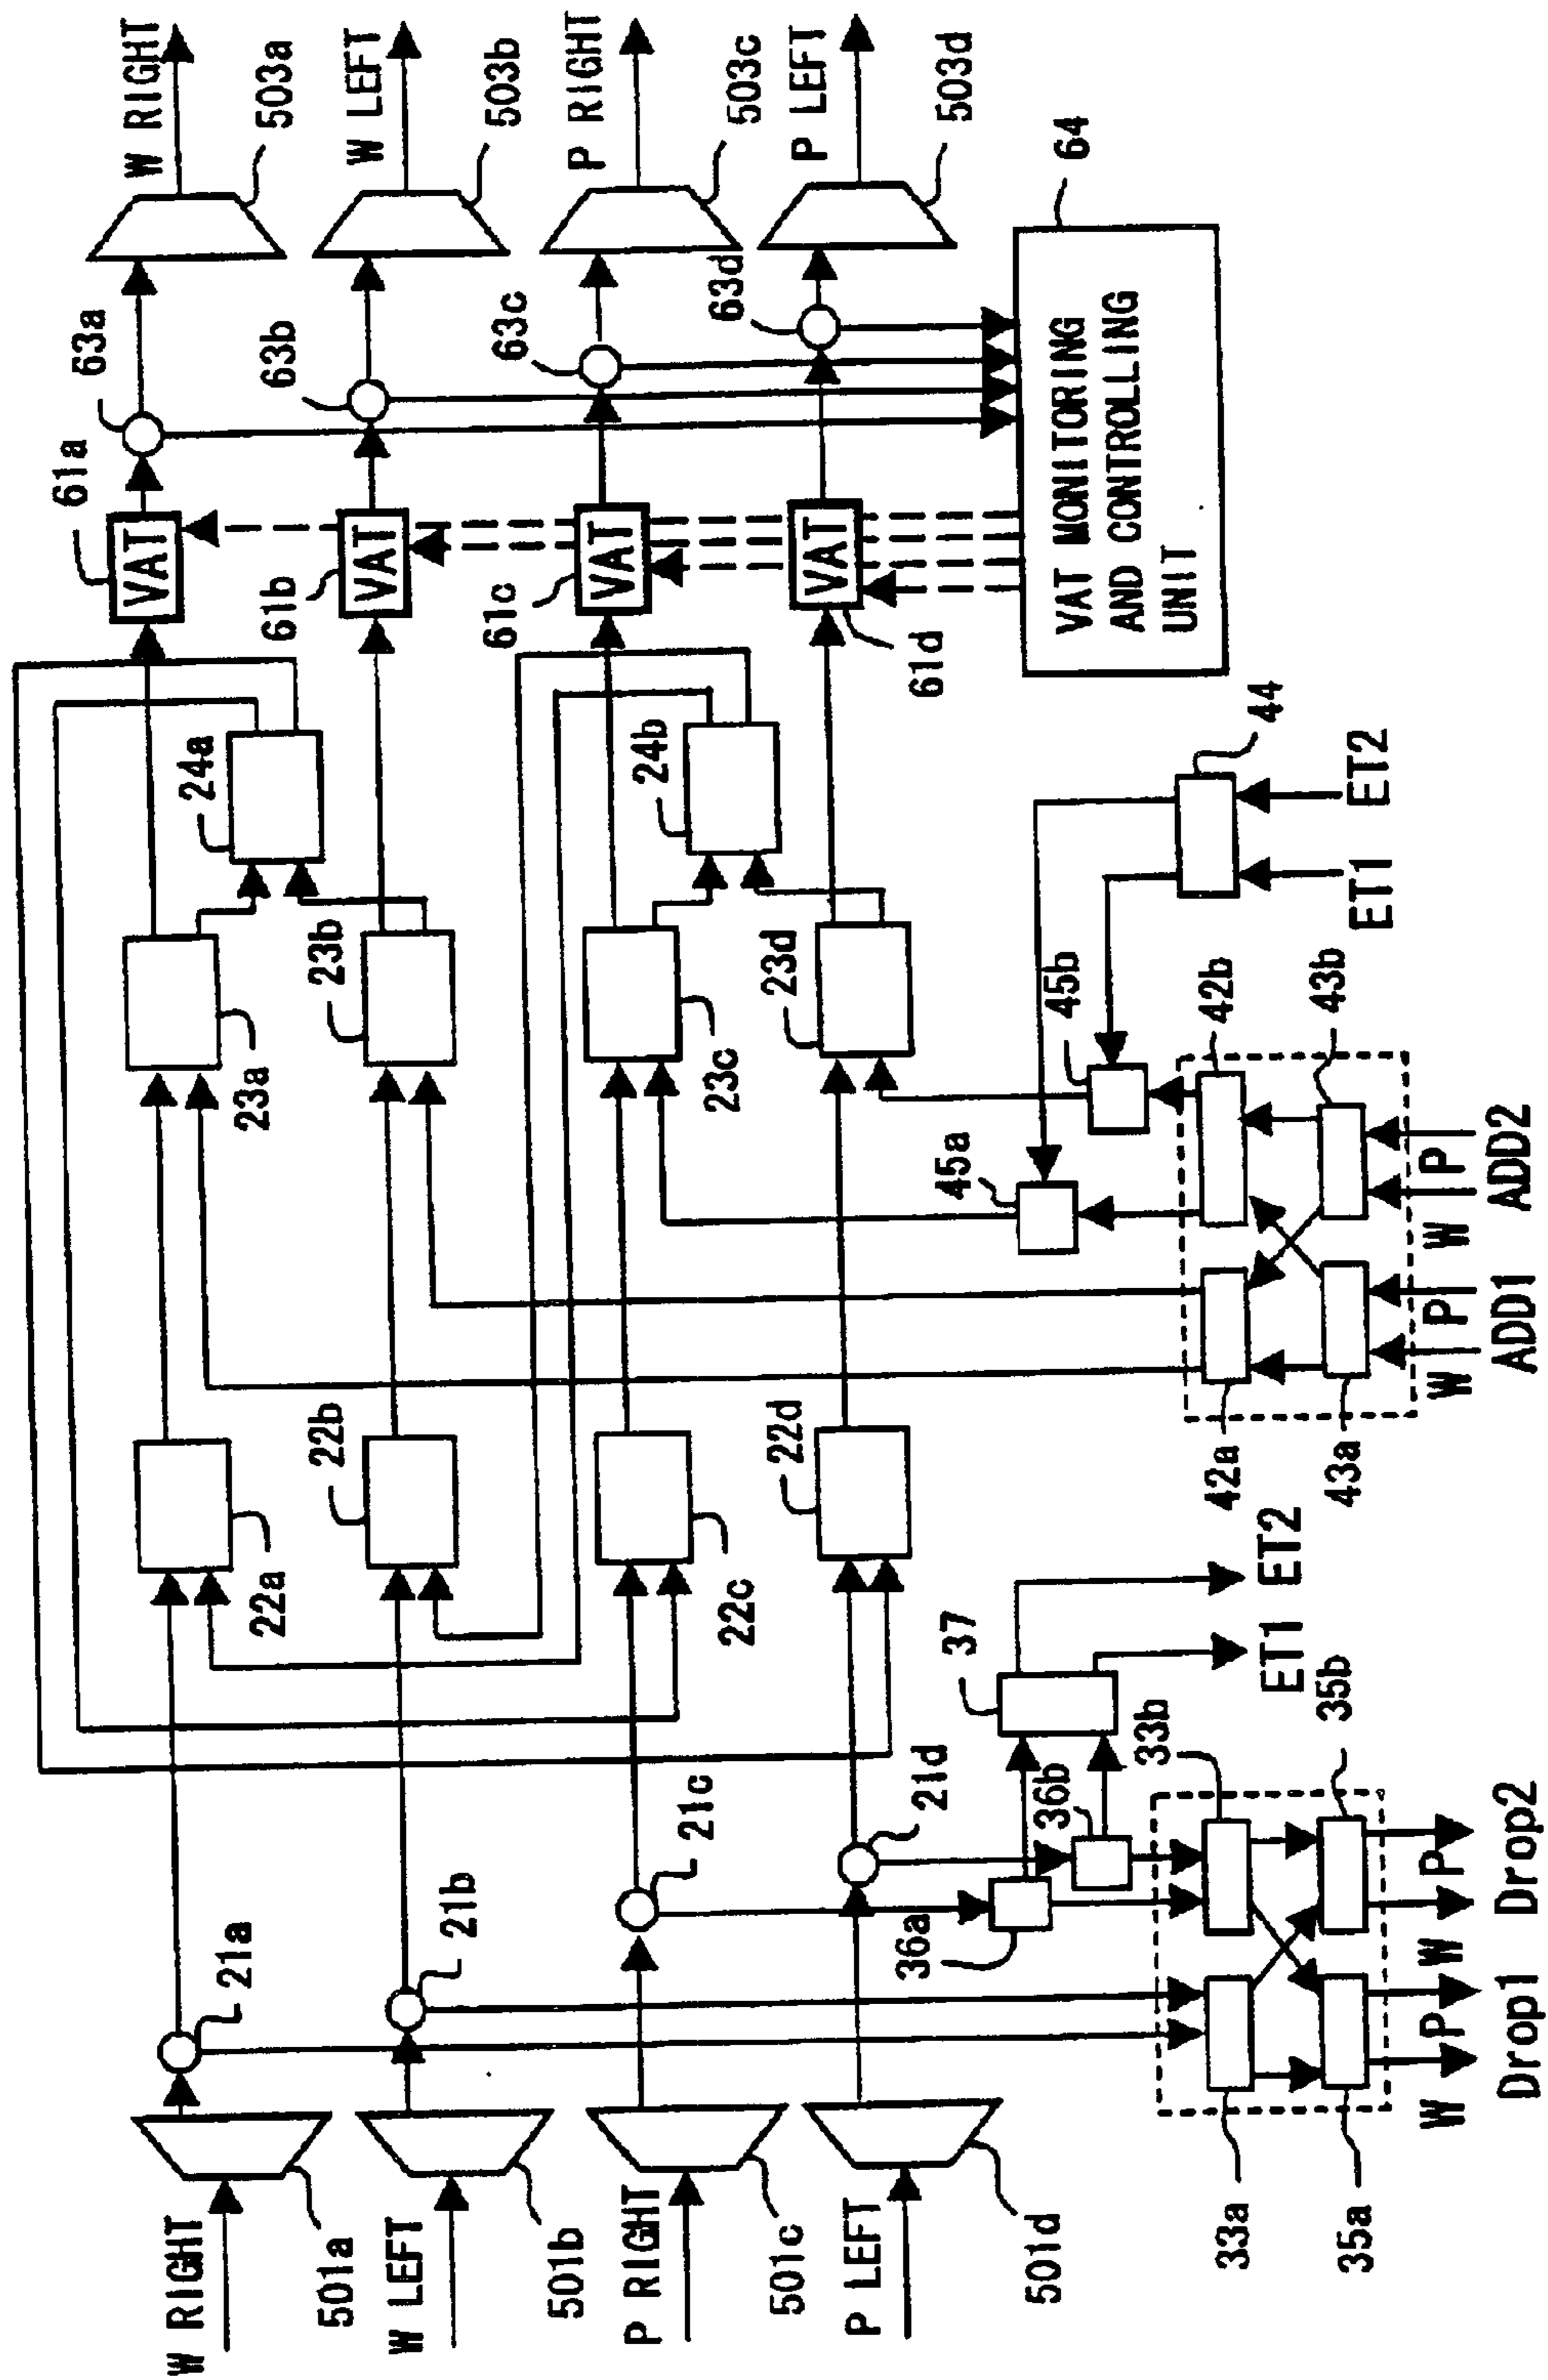 W RIGHT
501a
W LEFT
501b
P RIGHT
501c
P LEFT
501d
21a
21b
21c
21d
22a
22b
22c
22d
23a
23b
23c
23d
24a
24b
61a
VAT
61b
VAT
61c
VAT
61d
VAT
63a
63b
63c
63d
W RIGHT
503a
W LEFT
503b
P RIGHT
503c
P LEFT
503d
64
VAT MONITORING
AND CONTROLLING
UNIT
36a
36b
37
ET1
ET2
33a
33b
35a
35b
W
P
W
P
Drop1
Drop2
45a
45b
44
ET1
ET2
42a
42b
43a
43b
W
P
W
P
ADD1
ADD2